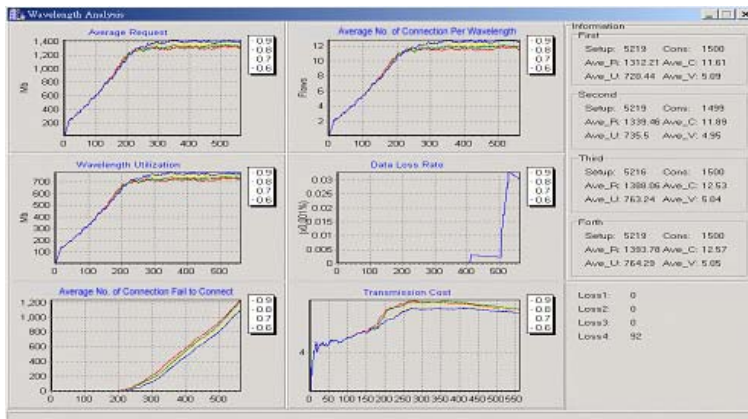 Wavelength Analysis
Average Request
1,400
1,200
1,000
800
600
400
200
Mb
0 100 200 300 400 500
0.9
0.8
0.7
0.6
Average No. of Connection Per Wavelength
12
10
8
6
4
2
Flows
0 100 200 300 400 500
0.9
0.8
0.7
0.6
Wavelength Utilization
700
600
500
400
300
200
100
Mb
0 100 200 300 400 500
0.9
0.8
0.7
0.6
Data Loss Rate
0.03
0.025
0.02
0.015
0.01
0.005
0
(x0.001%)
0 100 200 300 400 500
0.9
0.8
0.7
0.6
Average No. of Connection Fail to Connect
1,200
1,000
800
600
400
200
0
0 100 200 300 400 500
0.9
0.8
0.7
0.6
Transmission Cost
4
0 50 100 150 200 250 300 350 400 450 500 550
0.9
0.8
0.7
0.6
Information
First
Setup: 5219 Cons: 1500
Ave_R: 1312.21 Ave_C: 11.61
Ave_U: 720.44 Ave_V: 5.09
Second
Setup: 5219 Cons: 1499
Ave_R: 1339.46 Ave_C: 11.89
Ave_U: 735.5 Ave_V: 4.95
Third
Setup: 5216 Cons: 1500
Ave_R: 1388.06 Ave_C: 12.53
Ave_U: 763.24 Ave_V: 5.04
Forth
Setup: 5219 Cons: 1500
Ave_R: 1393.78 Ave_C: 12.57
Ave_U: 764.29 Ave_V: 5.05
Loss1: 0
Loss2: 0
Loss3: 0
Loss4: 92